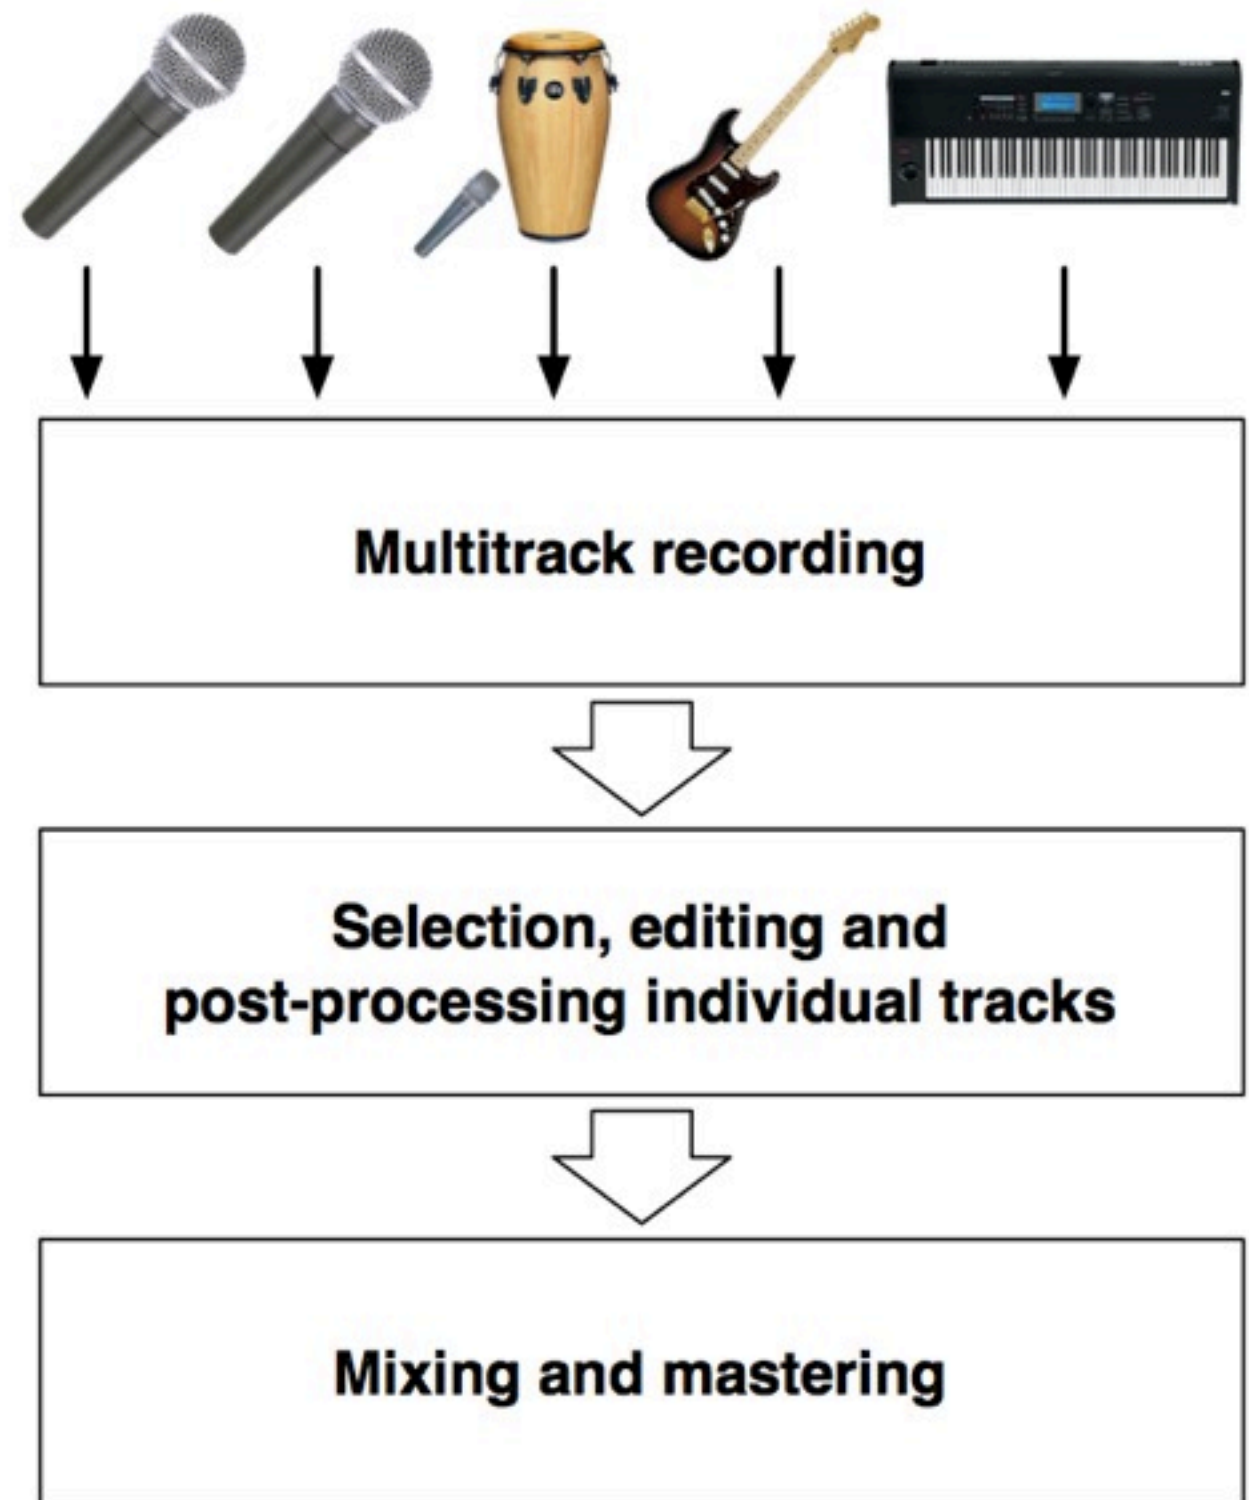 Multitrack recording
Selection, editing and
post-processing individual tracks
Mixing and mastering